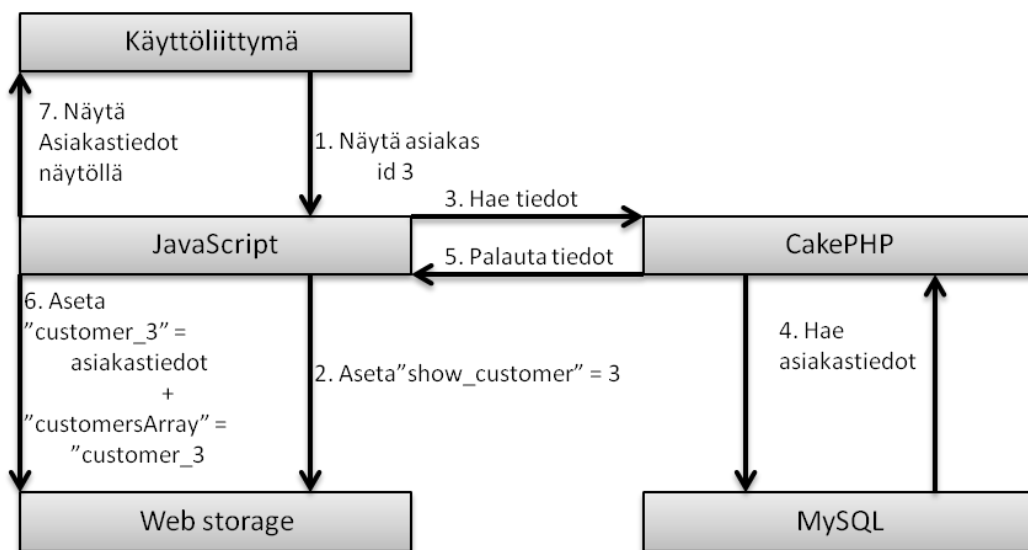 Käyttöliittymä
7. Näytä
Asiakastiedot
näytöllä
1. Näytä asiakas
id 3
3. Hae tiedot
JavaScript
CakePHP
5. Palauta tiedot
6. Aseta
”customer_3” =
asiakastiedot
+
”customersArray” =
”customer_3
2. Aseta”show_customer” = 3
4. Hae
asiakastiedot
Web storage
MySQL